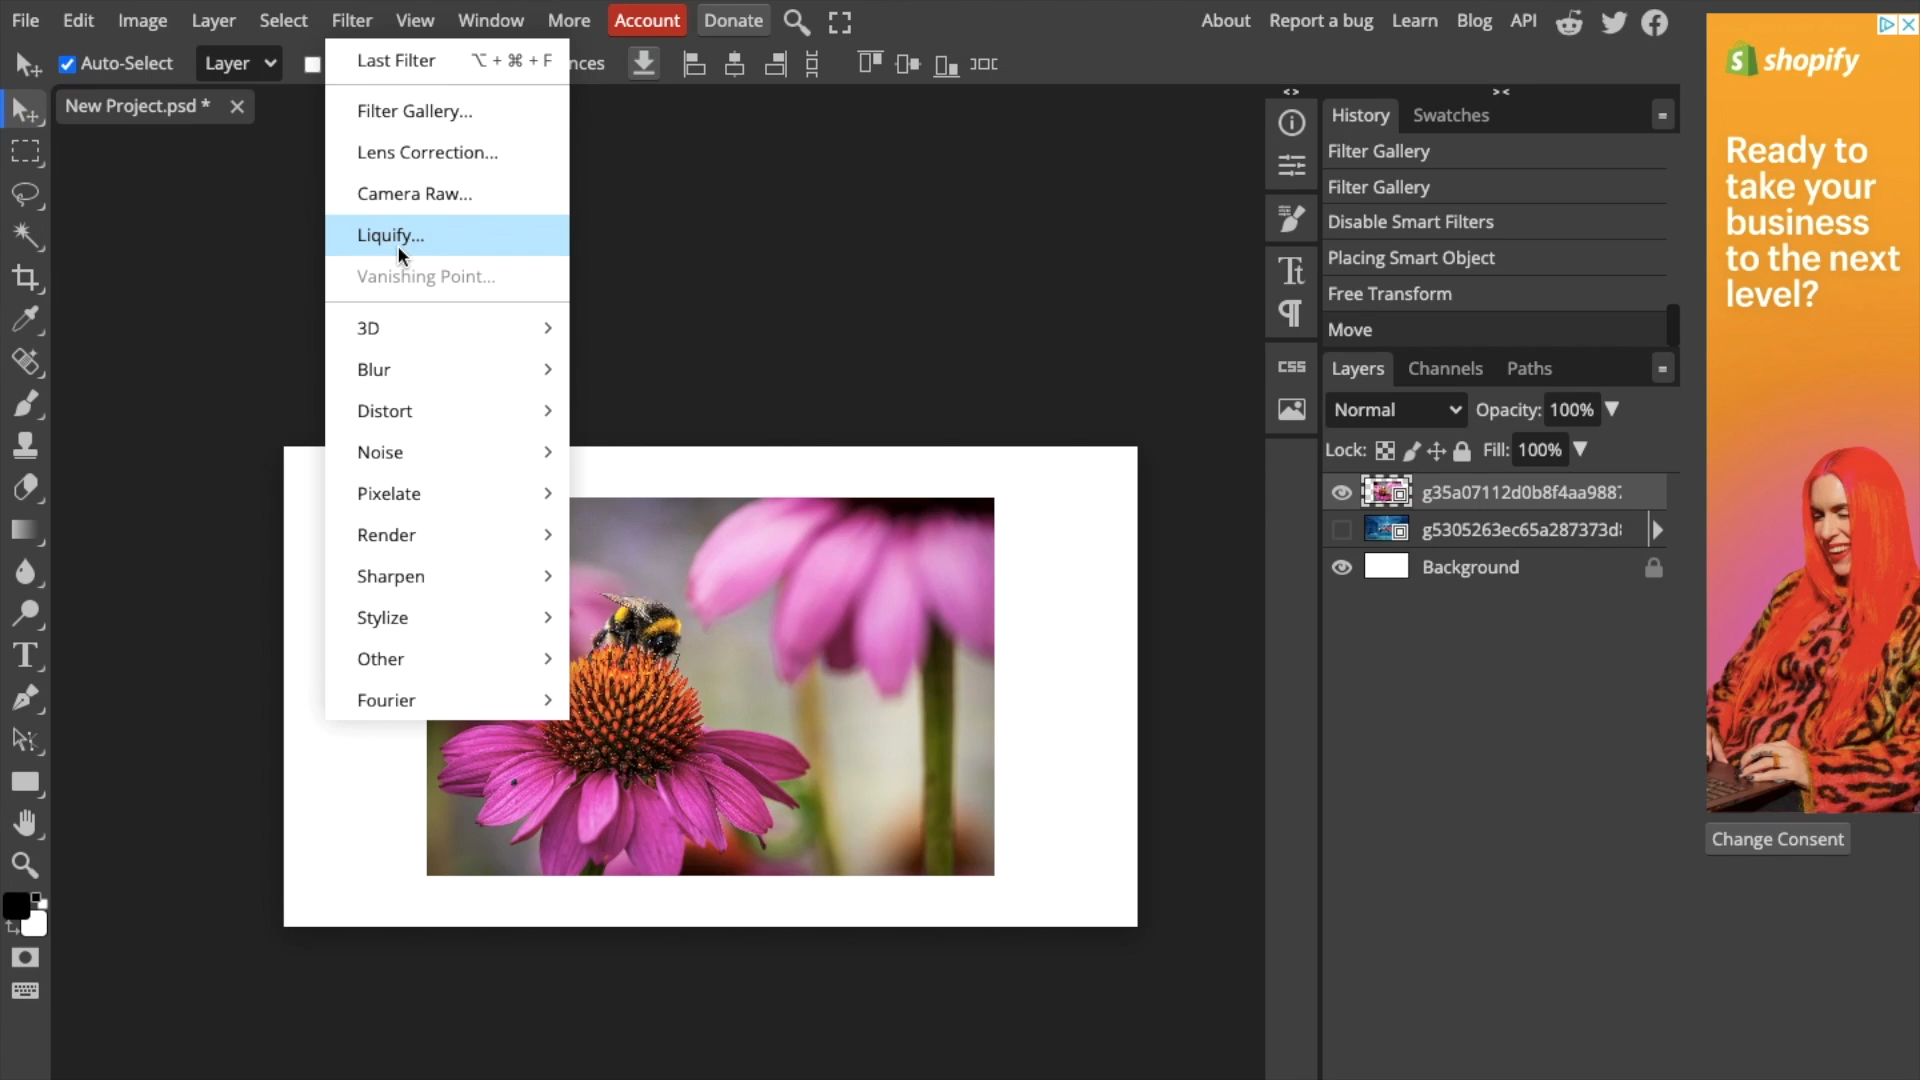 File Edit Image Layer Select Filter View Window More Account Donate About Report a bug Learn Blog API
Auto-Select Layer nces
New Project.psd *
Last Filter ⌥ + ⌘ + F
Filter Gallery...
Lens Correction...
Camera Raw...
Liquify...
Vanishing Point...
3D
Blur
Distort
Noise
Pixelate
Render
Sharpen
Stylize
Other
Fourier
History Swatches
Filter Gallery
Filter Gallery
Disable Smart Filters
Placing Smart Object
Free Transform
Move
CSS
Layers Channels Paths
Normal Opacity: 100%
Lock: Fill: 100%
g35a07112d0b8f4aa988
g5305263ec65a287373d
Background
shopify
Ready to
take your
business
to the next
level?
Change Consent